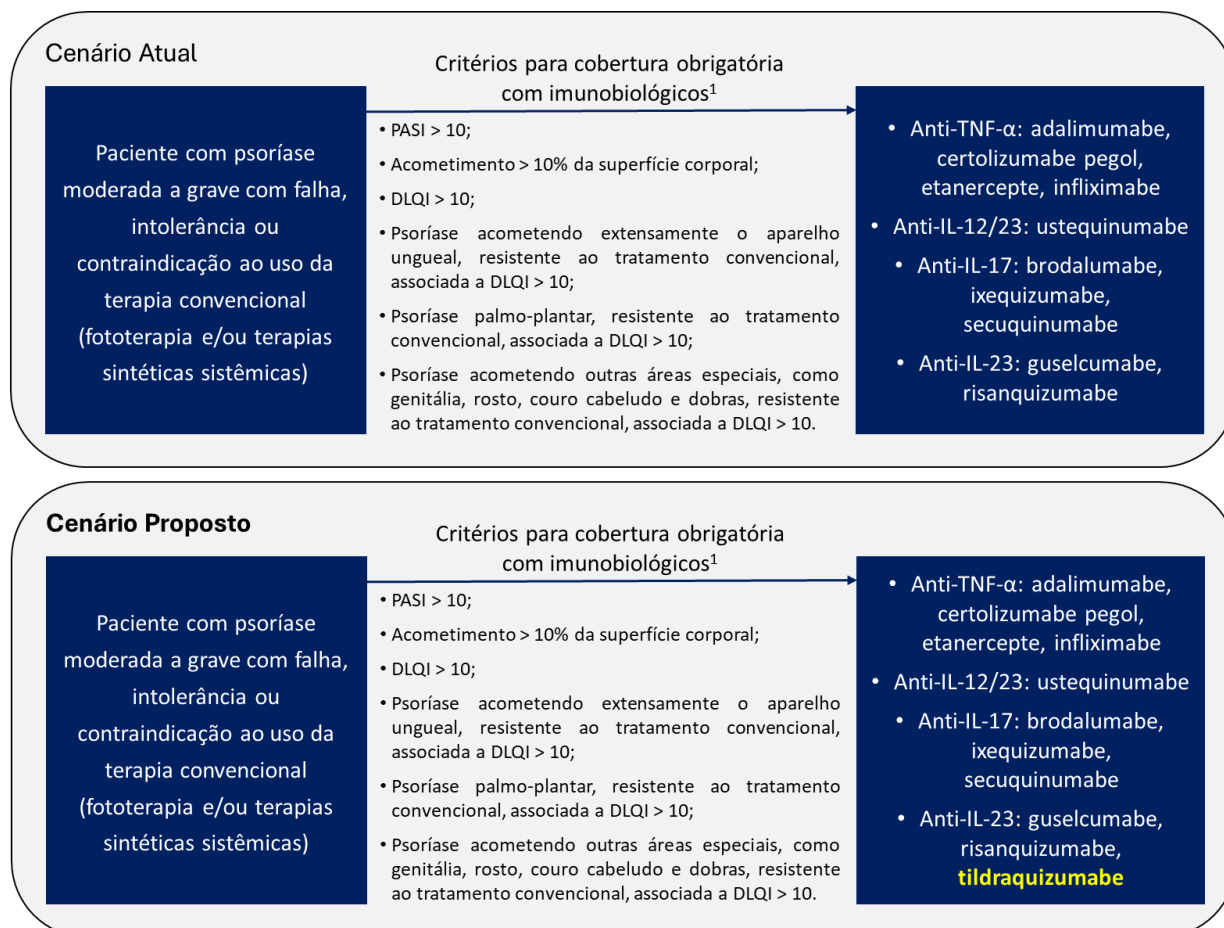 Cenário Atual
Critérios para cobertura obrigatória
com imunobiológicos¹
Paciente com psoríase
moderada a grave com falha,
intolerância ou
contraindicação ao uso da
terapia convencional
(fototerapia e/ou terapias
sintéticas sistêmicas)
• PASI > 10;
• Acometimento > 10% da superfície corporal;
• DLQI > 10;
• Psoríase acometendo extensamente o aparelho
ungueal, resistente ao tratamento convencional,
associada a DLQI > 10;
• Psoríase palmo-plantar, resistente ao tratamento
convencional, associada a DLQI > 10;
• Psoríase acometendo outras áreas especiais, como
genitália, rosto, couro cabeludo e dobras, resistente
ao tratamento convencional, associada a DLQI > 10.
• Anti-TNF-α: adalimumabe,
certolizumabe pegol,
etanercepte, infliximabe
• Anti-IL-12/23: ustequinumabe
• Anti-IL-17: brodalumabe,
ixequizumabe,
secuquinumabe
• Anti-IL-23: guselcumabe,
risanquizumabe
Cenário Proposto
Critérios para cobertura obrigatória
com imunobiológicos¹
Paciente com psoríase
moderada a grave com falha,
intolerância ou
contraindicação ao uso da
terapia convencional
(fototerapia e/ou terapias
sintéticas sistêmicas)
• PASI > 10;
• Acometimento > 10% da superfície corporal;
• DLQI > 10;
• Psoríase acometendo extensamente o aparelho
ungueal, resistente ao tratamento convencional,
associada a DLQI > 10;
• Psoríase palmo-plantar, resistente ao tratamento
convencional, associada a DLQI > 10;
• Psoríase acometendo outras áreas especiais, como
genitália, rosto, couro cabeludo e dobras, resistente
ao tratamento convencional, associada a DLQI > 10.
• Anti-TNF-α: adalimumabe,
certolizumabe pegol,
etanercepte, infliximabe
• Anti-IL-12/23: ustequinumabe
• Anti-IL-17: brodalumabe,
ixequizumabe,
secuquinumabe
• Anti-IL-23: guselcumabe,
risanquizumabe,
tildraquizumabe